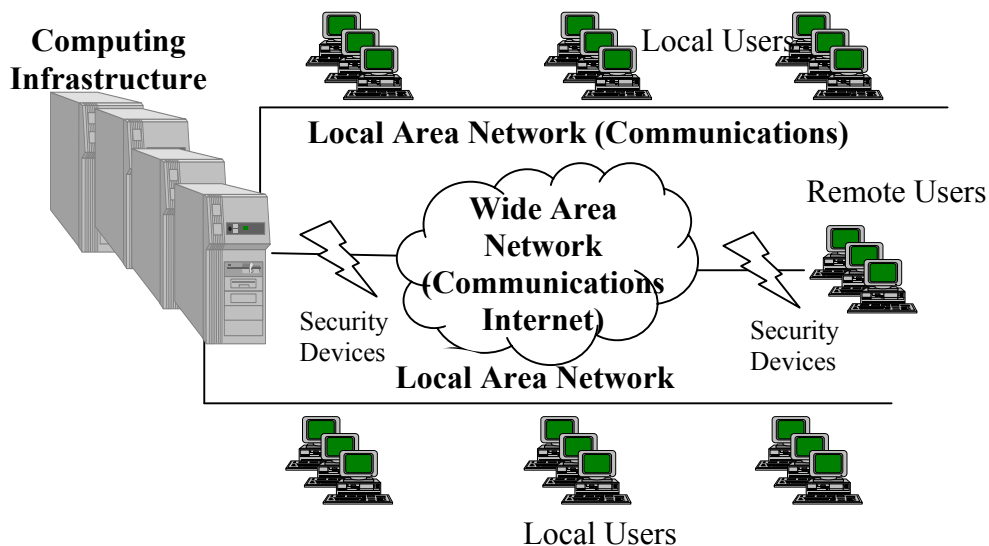 Computing
Infrastructure
Local Users
Local Area Network (Communications)
Wide Area
Network
(Communications
Internet)
Remote Users
Security
Devices
Security
Devices
Local Area Network
Local Users